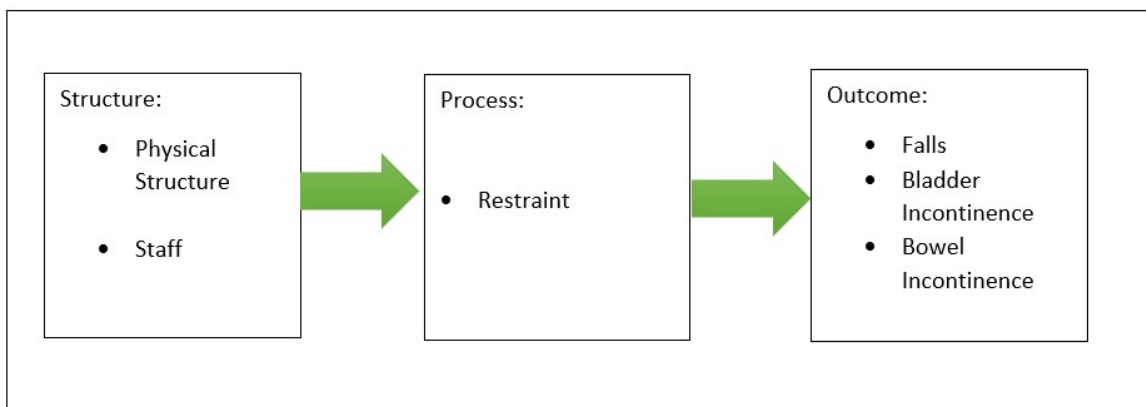 Structure:
• Physical
Structure
• Staff
Process:
• Restraint
Outcome:
• Falls
• Bladder
Incontinence
• Bowel
Incontinence